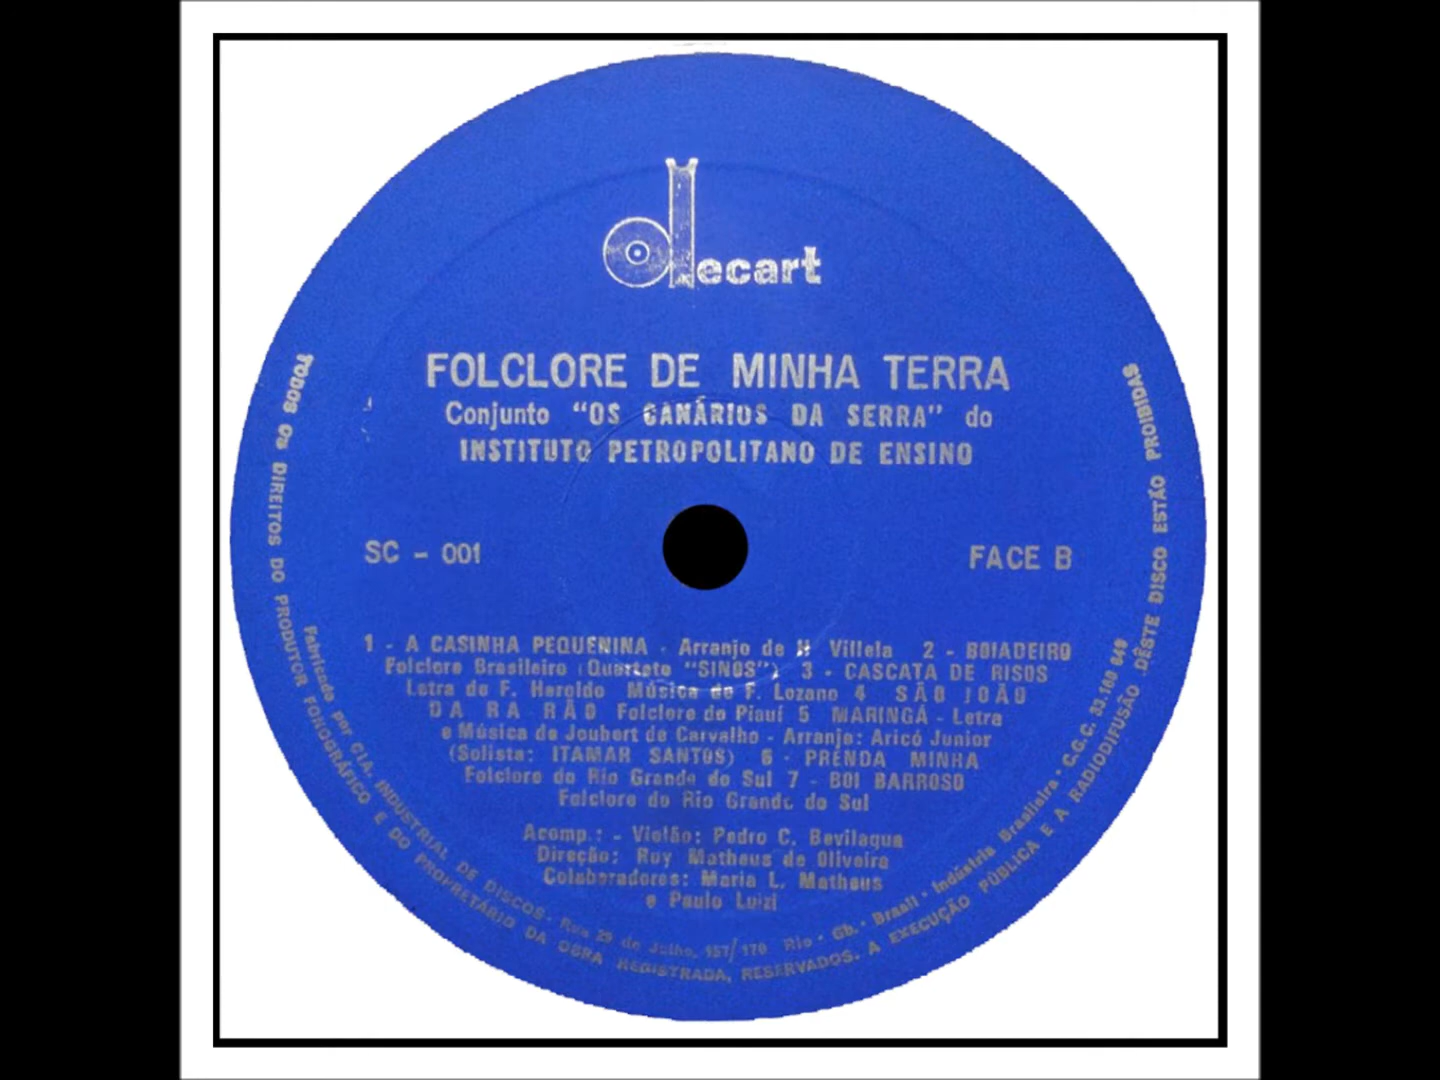 decart
FOLCLORE DE MINHA TERRA
Conjunto "OS CANÁRIOS DA SERRA" do
INSTITUTO PETROPOLITANO DE ENSINO
SC - 001
FACE B
1 - A CASINHA PEQUENINA - Arranjo de H Villela 2 - BOIADEIRO
Folclore Brasileiro (Quarteto "SINOS") 3 - CASCATA DE RISOS
Letra de F. Haroldo Música de F. Lozano 4 SÃO JOÃO
DA RA RÃO Folclore do Piauí 5 MARINGÁ - Letra
e Música de Joubert de Carvalho - Arranjo: Aricó Junior
(Solista: ITAMAR SANTOS) 6 - PRENDA MINHA
Folclore do Rio Grande do Sul 7 - BOI BARROSO
Folclore do Rio Grande do Sul
Acomp.: - Violão: Pedro C. Bevilaqua
Direção: Ruy Matheus de Oliveira
Colaboradores: Maria L. Matheus
e Paulo Luizi
Fabricado por CIA. INDUSTRIAL DE DISCOS - Rua 29 de Julho, 157/170 Rio - Gb. - Brasil - Indústria Brasileira - C.G.C. 33.160 649
TODOS OS DIREITOS DO PRODUTOR FONOGRÁFICO E DO PROPRETÁRIO DA OBRA REGISTRADA, RESERVADOS. A EXECUÇÃO PÚBLICA E A RADIODIFUSÃO DÊSTE DISCO ESTÃO PROIBIDAS